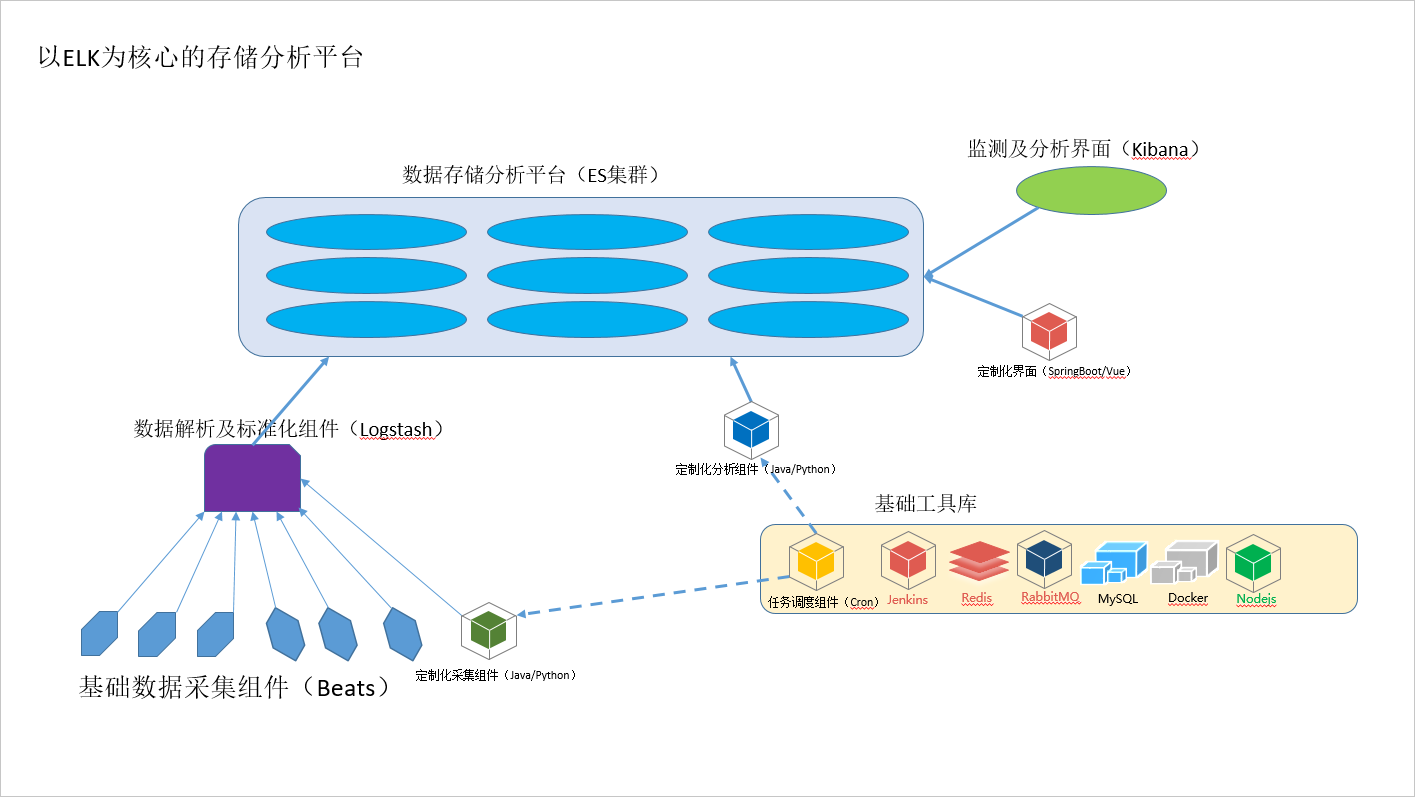 以ELK为核心的存储分析平台
监测及分析界面（Kibana）
数据存储分析平台（ES集群）
定制化界面（SpringBoot/Vue）
数据解析及标准化组件（Logstash）
定制化分析组件（Java/Python）
基础工具库
任务调度组件（Cron）
Jenkins
Redis
RabbitMQ
MySQL
Docker
Nodejs
定制化采集组件（Java/Python）
基础数据采集组件（Beats）